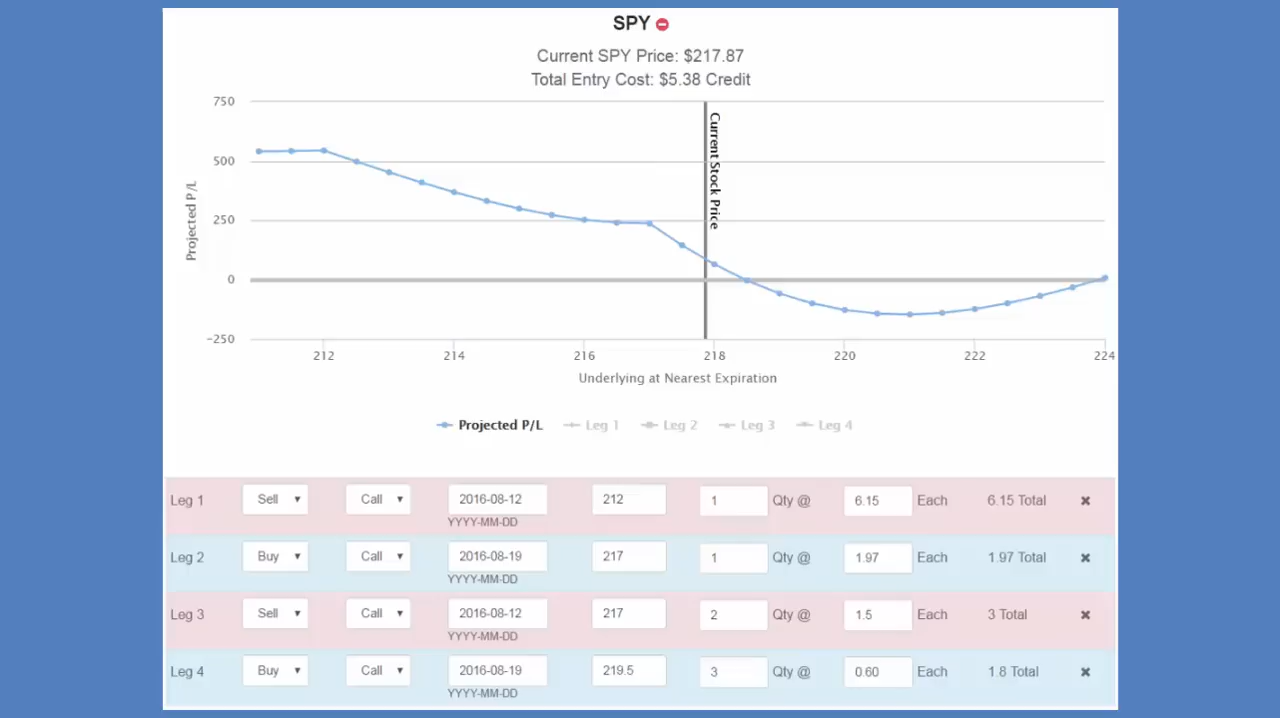 SPY
Current SPY Price: $217.87
Total Entry Cost: $5.38 Credit
750
500
250
0
-250
Projected P/L
Current Stock Price
212 214 216 218 220 222 224
Underlying at Nearest Expiration
Projected P/L Leg 1 Leg 2 Leg 3 Leg 4
Leg 1 Sell ▼ Call ▼ 2016-08-12 212 1 Qty @ 6.15 Each 6.15 Total ✖
YYYY-MM-DD
Leg 2 Buy ▼ Call ▼ 2016-08-19 217 1 Qty @ 1.97 Each 1.97 Total ✖
YYYY-MM-DD
Leg 3 Sell ▼ Call ▼ 2016-08-12 217 2 Qty @ 1.5 Each 3 Total ✖
YYYY-MM-DD
Leg 4 Buy ▼ Call ▼ 2016-08-19 219.5 3 Qty @ 0.60 Each 1.8 Total ✖
YYYY-MM-DD